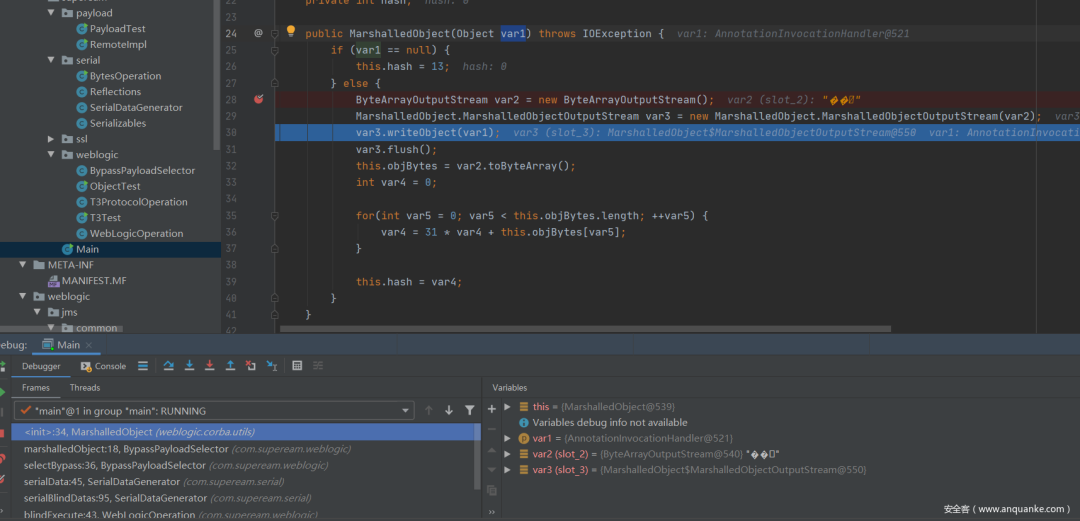 supeream
payload
PayloadTest
RemoteImpl
serial
BytesOperation
Reflections
SerialDataGenerator
Serializables
ssl
weblogic
BypassPayloadSelector
ObjectTest
T3ProtocolOperation
T3Test
WebLogicOperation
Main
META-INF
MANIFEST.MF
weblogic
jms
common
22 private int hash; hash: 0
23
24 @ public MarshalledObject(Object var1) throws IOException { var1: AnnotationInvocationHandler@521
25 if (var1 == null) {
26 this.hash = 13; hash: 0
27 } else {
28 ByteArrayOutputStream var2 = new ByteArrayOutputStream(); var2 (slot_2): "��
29 MarshalledObject.MarshalledObjectOutputStream var3 = new MarshalledObject.MarshalledObjectOutputStream(var2); var3
30 var3.writeObject(var1); var3 (slot_3): MarshalledObject$MarshalledObjectOutputStream@550 var1: AnnotationInvocati
31 var3.flush();
32 this.objBytes = var2.toByteArray();
33 int var4 = 0;
34
35 for(int var5 = 0; var5 < this.objBytes.length; ++var5) {
36 var4 = 31 * var4 + this.objBytes[var5];
37 }
38
39 this.hash = var4;
40 }
41 }
42
ebug: Main ×
Debugger Console
Frames Threads
"main"@1 in group "main": RUNNING
<init>:34, MarshalledObject (weblogic.corba.utils)
marshalledObject:18, BypassPayloadSelector (com.supeream.weblogic)
selectBypass:36, BypassPayloadSelector (com.supeream.weblogic)
serialData:45, SerialDataGenerator (com.supeream.serial)
serialBlindDatas:95, SerialDataGenerator (com.supeream.serial)
blindExecute:43, WebLogicOperation (com.supeream.weblogic)
Variables
this = {MarshalledObject@539}
Variables debug info not available
var1 = {AnnotationInvocationHandler@521}
var2 (slot_2) = {ByteArrayOutputStream@540} "��▯"
var3 (slot_3) = {MarshalledObject$MarshalledObjectOutputStream@550}
安全客（www.anquanke.com）